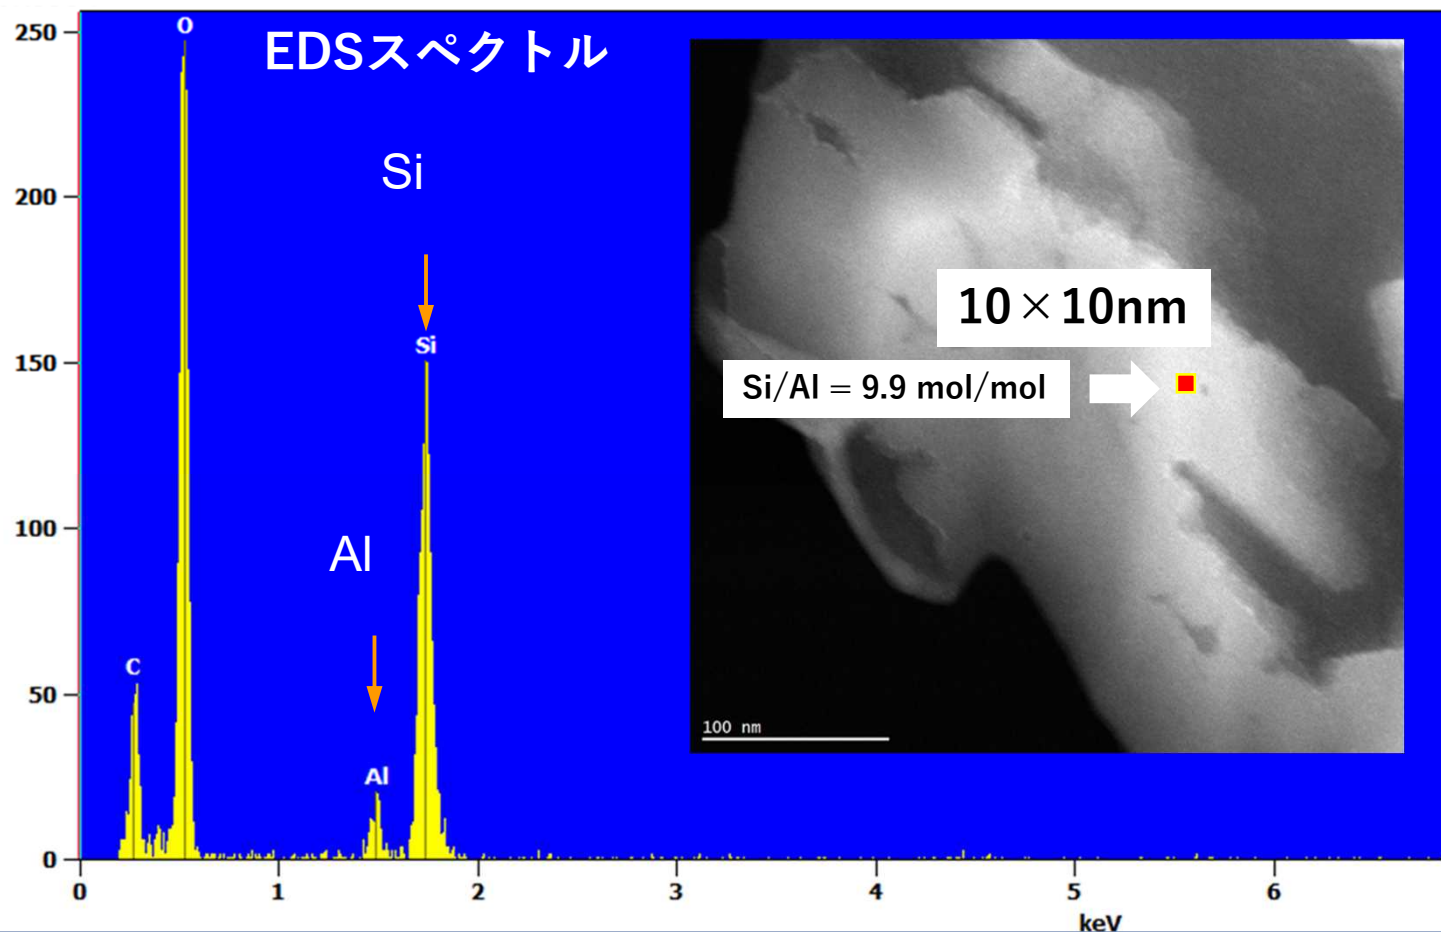 EDSスペクトル
250
200
150
100
50
0
O
Si
Si
Al
Al
C
10×10nm
Si/Al = 9.9 mol/mol
100 nm
0 1 2 3 4 5 6
keV